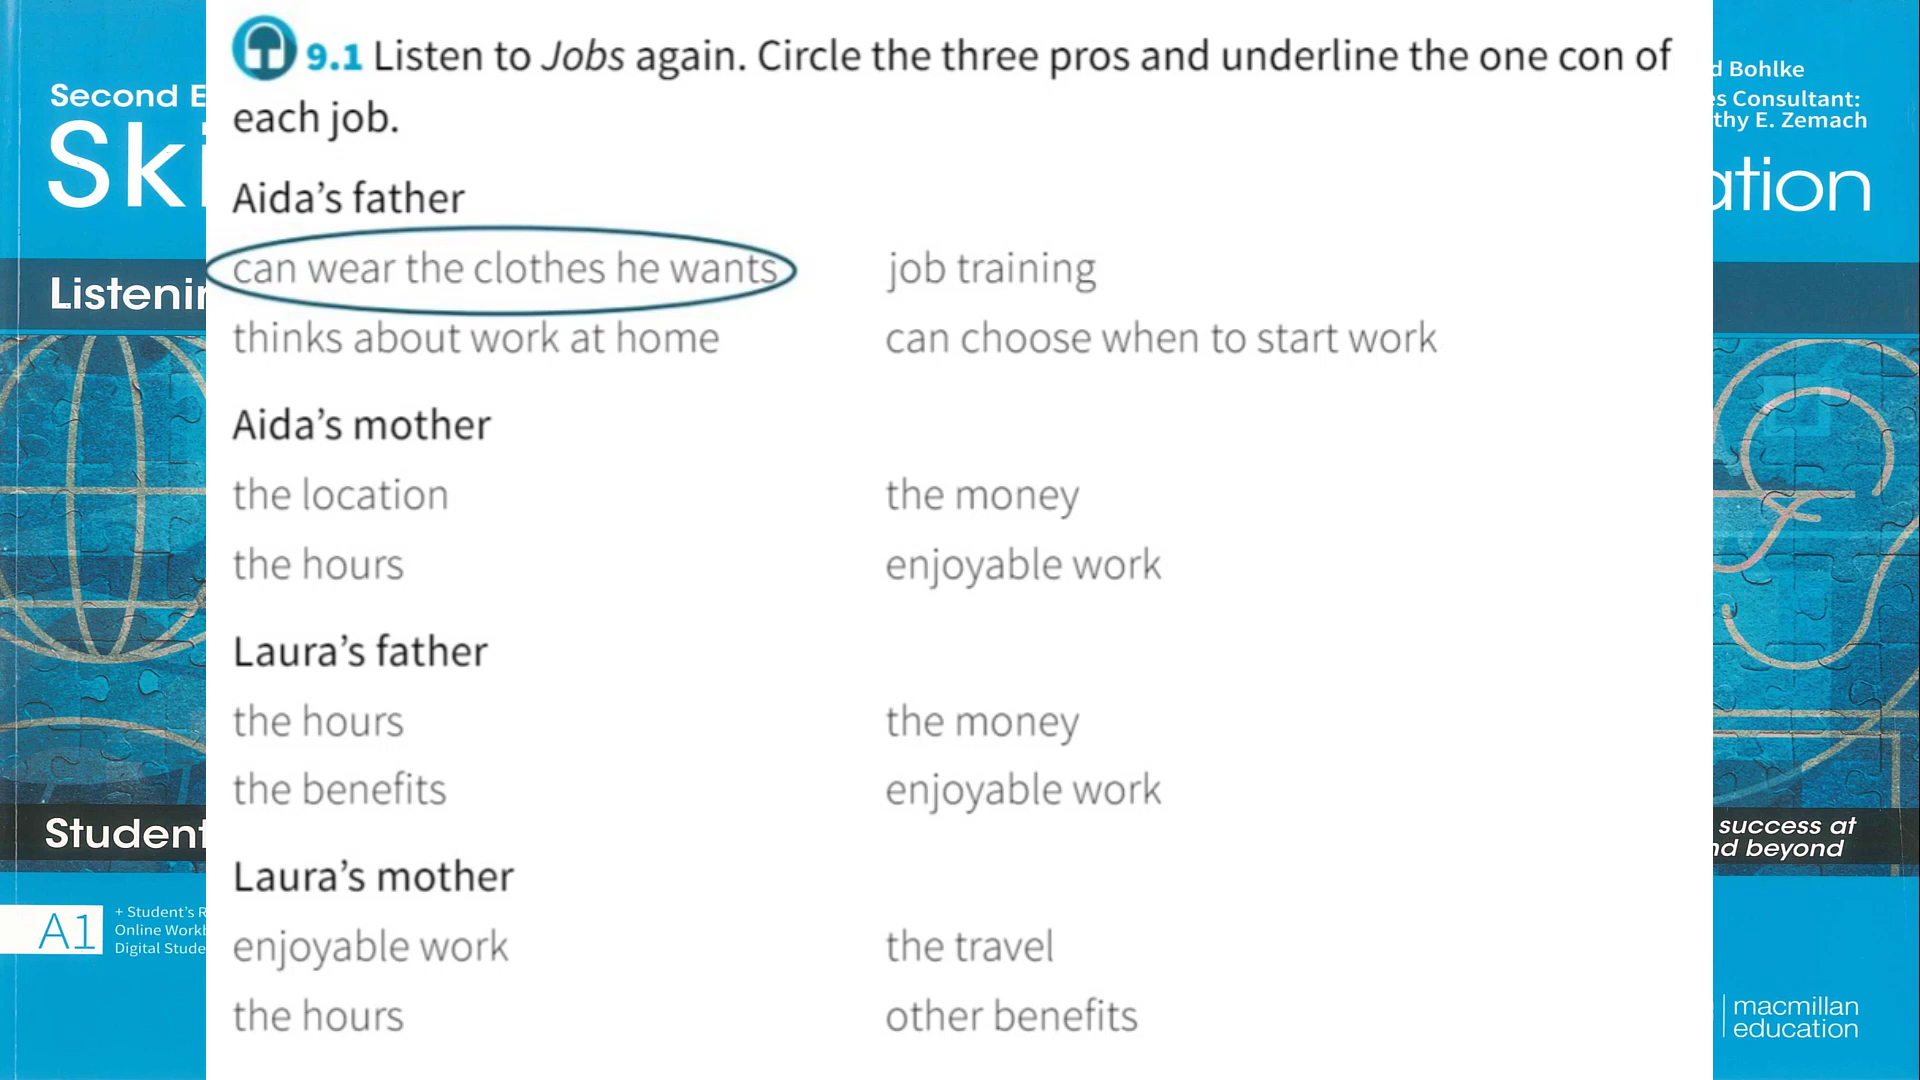 9.1 Listen to Jobs again. Circle the three pros and underline the one con of
each job.
Aida's father
can wear the clothes he wants
job training
thinks about work at home
can choose when to start work
Aida's mother
the location
the money
the hours
enjoyable work
Laura's father
the hours
the money
the benefits
enjoyable work
Laura's mother
enjoyable work
the travel
the hours
other benefits
Second E
Ski
Listenin
Student
A1
+ Student's R
Online Workb
Digital Stude
d Bohlke
es Consultant:
thy E. Zemach
ation
success at
nd beyond
macmillan
education